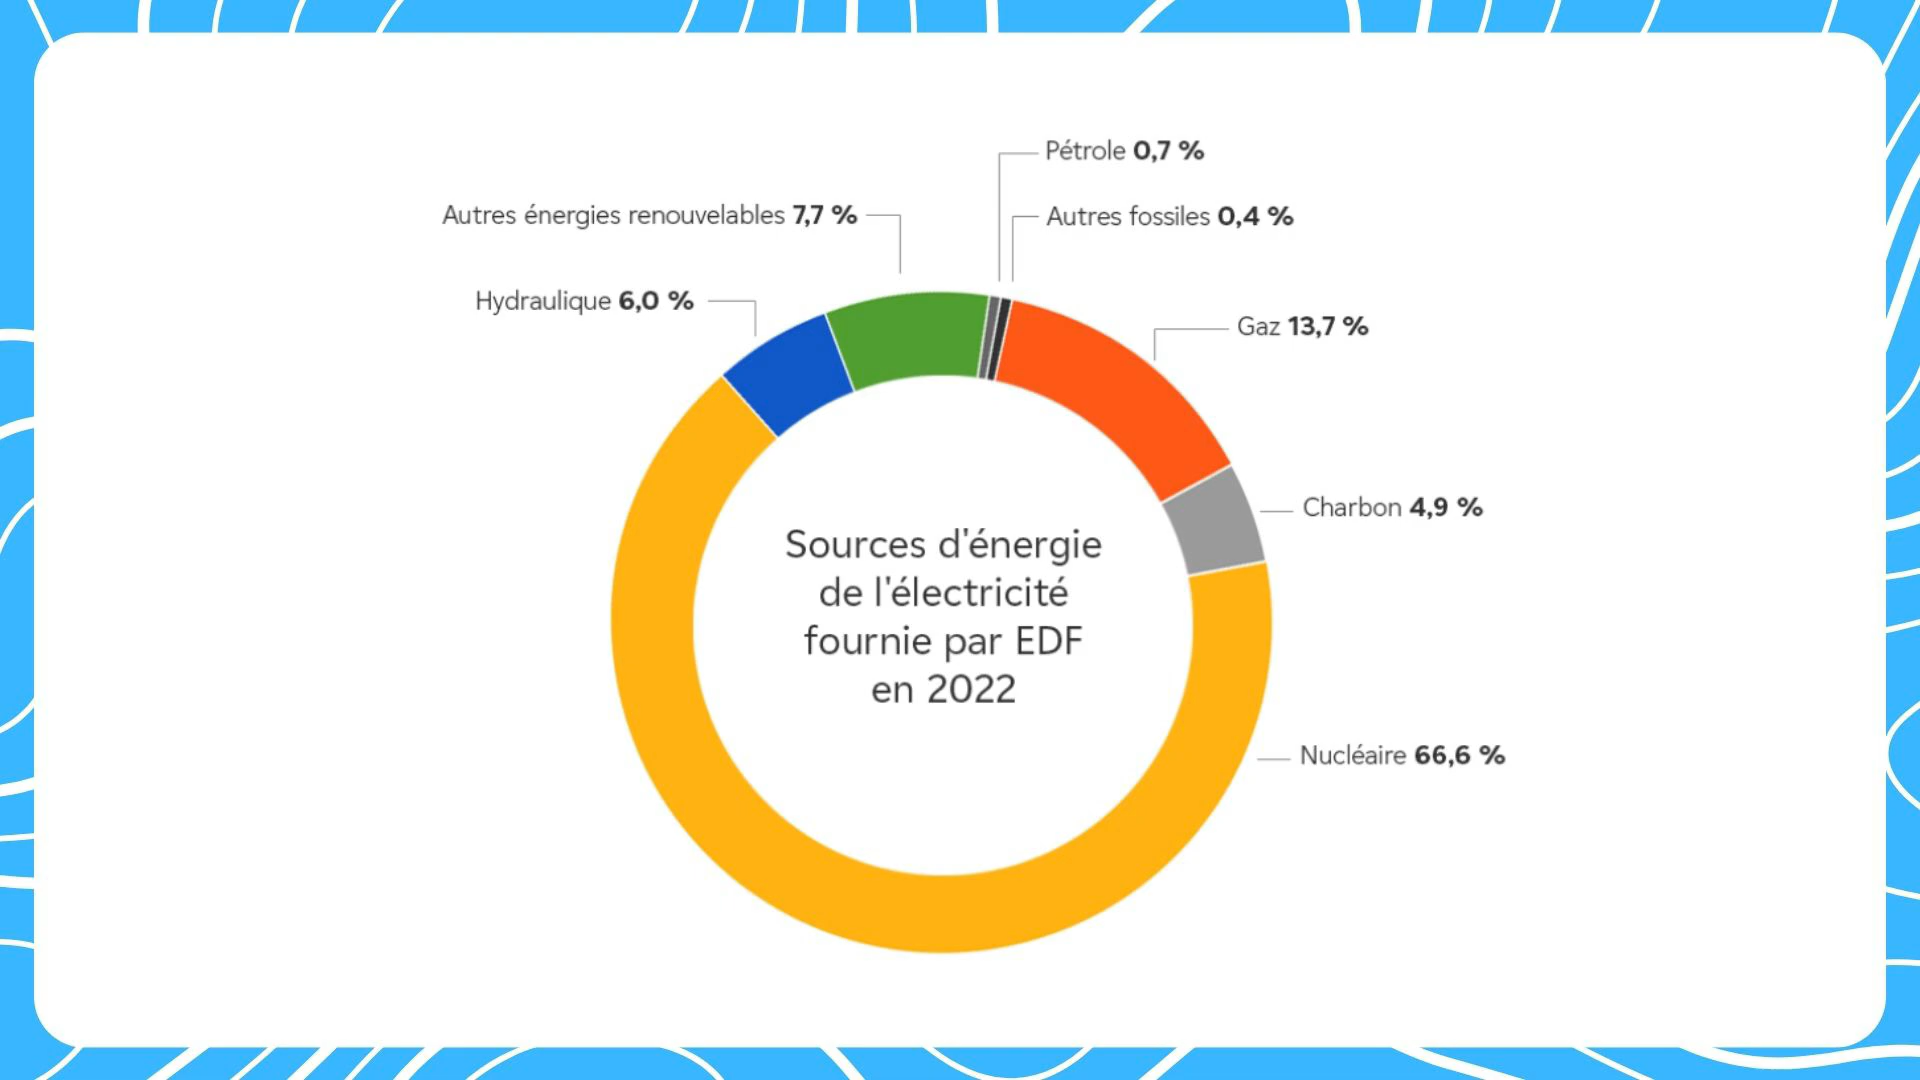 Pétrole 0,7 %
Autres énergies renouvelables 7,7 %
Autres fossiles 0,4 %
Hydraulique 6,0 %
Gaz 13,7 %
Charbon 4,9 %
Sources d'énergie
de l'électricité
fournie par EDF
en 2022
Nucléaire 66,6 %